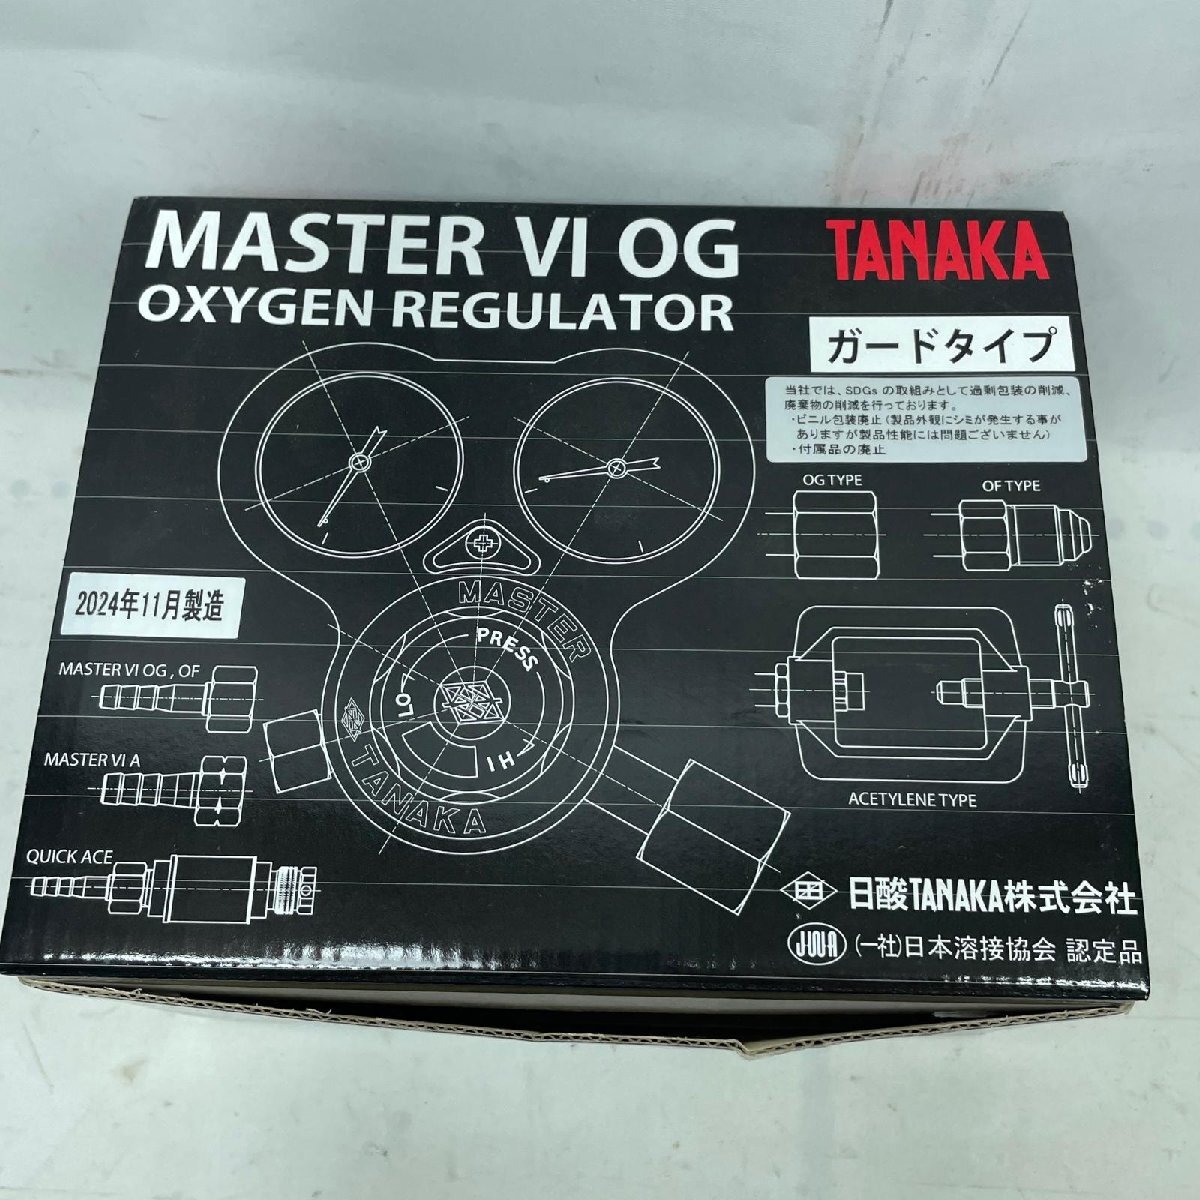 MASTER VI OG
OXYGEN REGULATOR
TANAKA
ガードタイプ
当社では、SDGs の取組みとして過剰包装の削減、
廃棄物の削減を行っております。
・ビニル包装廃止（製品外観にシミが発生する事が
ありますが製品性能には問題ございません）
・付属品の廃止
OG TYPE
OF TYPE
2024年11月製造
MASTER VI OG , OF
MASTER VI A
QUICK ACE
MASTER
PRESS
LO
HI
TANAKA
ACETYLENE TYPE
日酸TANAKA株式会社
JWA (一社)日本溶接協会 認定品